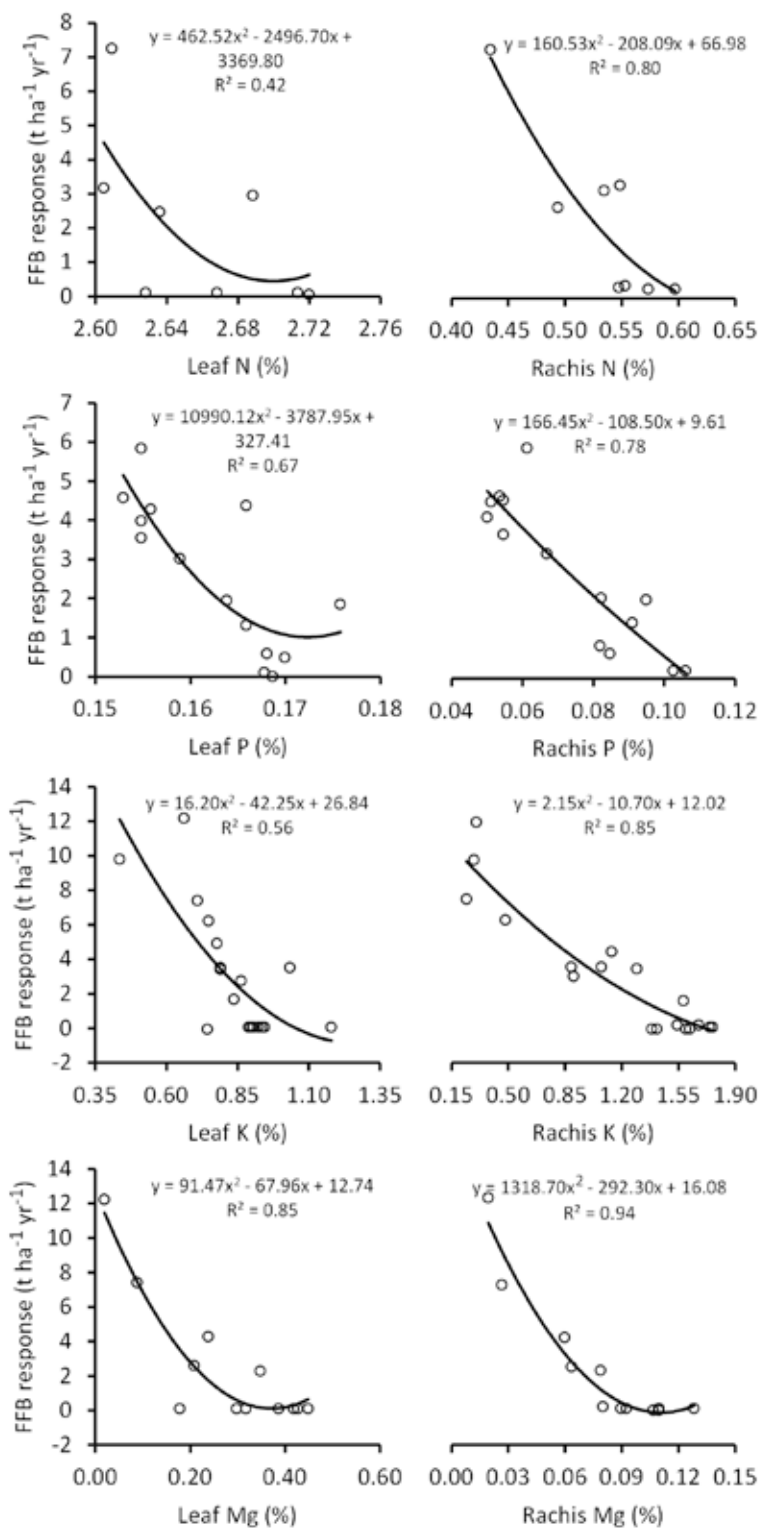 y = 462.52x² - 2496.70x +
3369.80
R² = 0.42
FFB response (t ha⁻¹ yr⁻¹)
8
7
6
5
4
3
2
1
0
2.60 2.64 2.68 2.72 2.76
Leaf N (%)
y = 160.53x² - 208.09x + 66.98
R² = 0.80
0.40 0.45 0.50 0.55 0.60 0.65
Rachis N (%)
y = 10990.12x² - 3787.95x +
327.41
R² = 0.67
FFB response (t ha⁻¹ yr⁻¹)
7
6
5
4
3
2
1
0
0.15 0.16 0.17 0.18
Leaf P (%)
y = 166.45x² - 108.50x + 9.61
R² = 0.78
0.04 0.06 0.08 0.10 0.12
Rachis P (%)
y = 16.20x² - 42.25x + 26.84
R² = 0.56
FFB response (t ha⁻¹ yr⁻¹)
14
12
10
8
6
4
2
0
-2
0.35 0.60 0.85 1.10 1.35
Leaf K (%)
y = 2.15x² - 10.70x + 12.02
R² = 0.85
0.15 0.50 0.85 1.20 1.55 1.90
Rachis K (%)
y = 91.47x² - 67.96x + 12.74
R² = 0.85
FFB response (t ha⁻¹ yr⁻¹)
14
12
10
8
6
4
2
0
-2
0.00 0.20 0.40 0.60
Leaf Mg (%)
y = 1318.70x² - 292.30x + 16.08
R² = 0.94
0.00 0.03 0.06 0.09 0.12 0.15
Rachis Mg (%)